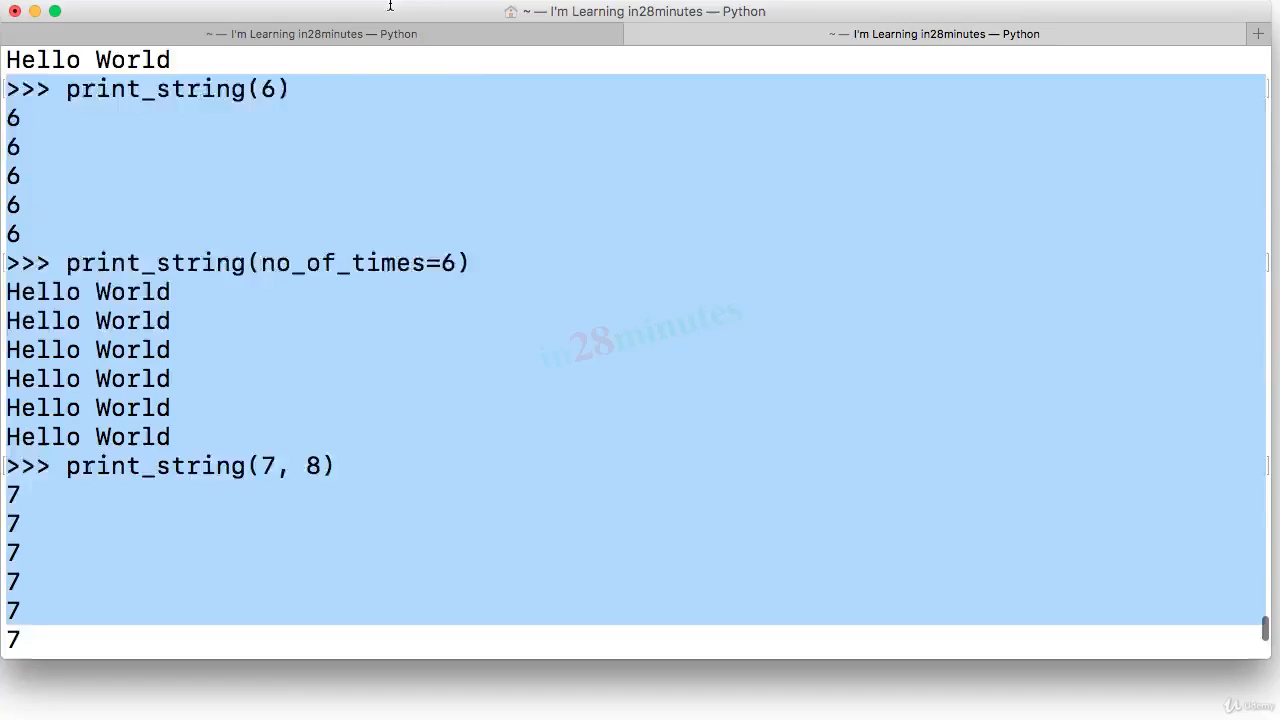 ~ — I'm Learning in28minutes — Python
~ — I'm Learning in28minutes — Python
~ — I'm Learning in28minutes — Python
Hello World
>>> print_string(6)
6
6
6
6
6
>>> print_string(no_of_times=6)
Hello World
Hello World
Hello World
Hello World
Hello World
Hello World
>>> print_string(7, 8)
7
7
7
7
7
7
in28minutes
Udemy